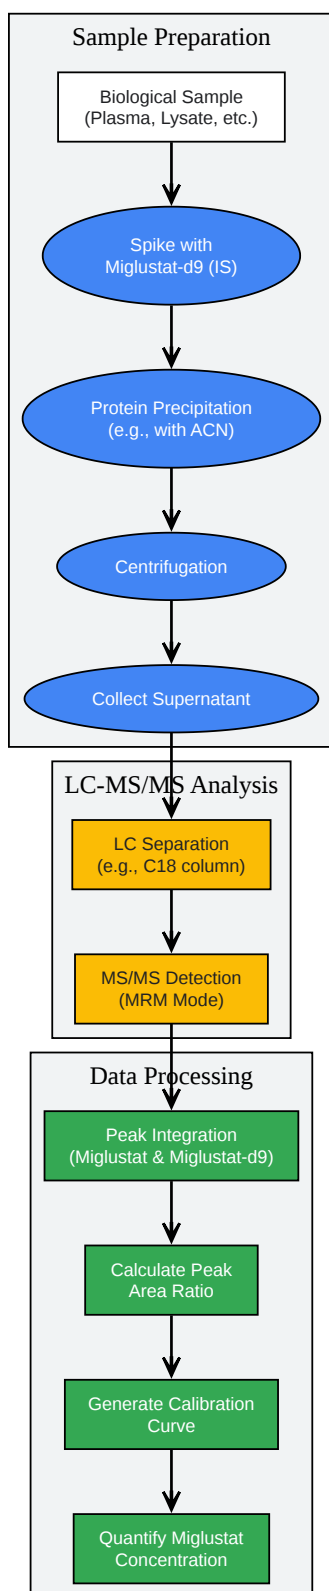 Sample Preparation
Biological Sample
(Plasma, Lysate, etc.)
Spike with
Miglustat-d9 (IS)
Protein Precipitation
(e.g., with ACN)
Centrifugation
Collect Supernatant
LC-MS/MS Analysis
LC Separation
(e.g., C18 column)
MS/MS Detection
(MRM Mode)
Data Processing
Peak Integration
(Miglustat & Miglustat-d9)
Calculate Peak
Area Ratio
Generate Calibration
Curve
Quantify Miglustat
Concentration